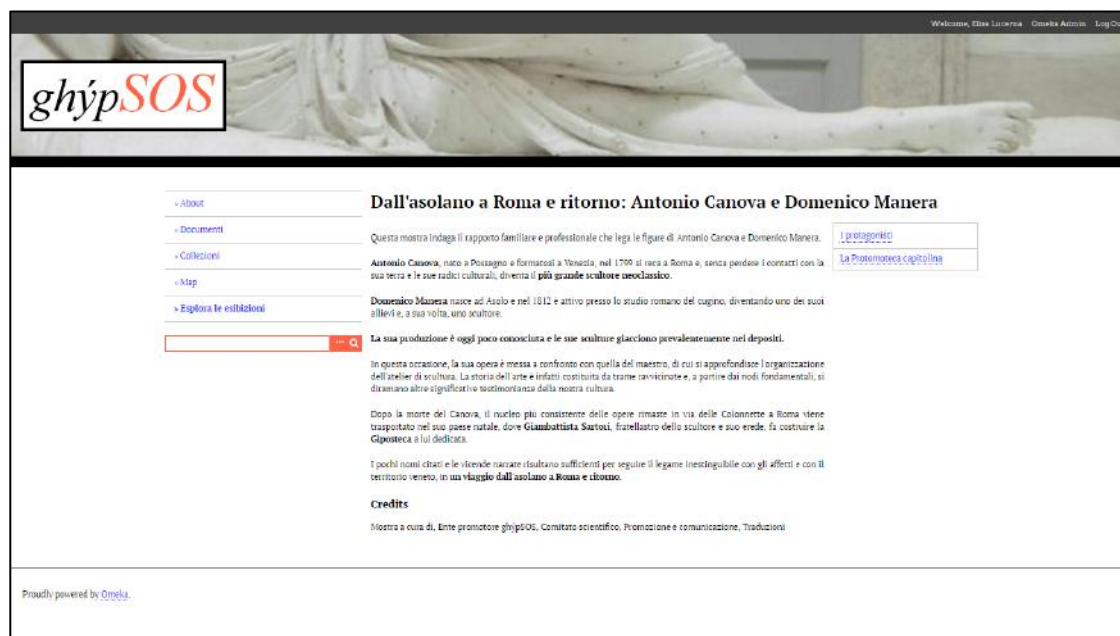 Welcome, Elisa Lucerna Omeka Admin Log Ou
ghýpSOS
About
Documenti
Collezioni
Map
Esplora le esibizioni
Dall'asolano a Roma e ritorno: Antonio Canova e Domenico Manera
Questa mostra indaga il rapporto familiare e professionale che lega le figure di Antonio Canova e Domenico Manera.
I protagonisti
La Protomoteca capitolina
Antonio Canova, nato a Possagno e formatosi a Venezia, nel 1799 si reca a Roma e, senza perdere i contatti con la
sua terra e le sue radici culturali, diventa il più grande scultore neoclassico.
Domenico Manera nasce ad Asolo e nel 1812 è attivo presso lo studio romano del cugino, diventando uno dei suoi
allievi e, a sua volta, uno scultore.
La sua produzione è oggi poco conosciuta e le sue sculture giacciono prevalentemente nei depositi.
In questa occasione, la sua opera è messa a confronto con quella del maestro, di cui si approfondisce l'organizzazione
dell'atelier di scultura. La storia dell'arte è infatti costituita da trame ravvicinate e, a partire dai nodi fondamentali, si
diramano altre significative testimonianze della nostra cultura.
Dopo la morte del Canova, il nucleo più consistente delle opere rimaste in via delle Colonnette a Roma viene
trasportato nel suo paese natale, dove Giambattista Sartori, fratellastro dello scultore e suo erede, fa costruire la
Gipsoteca a lui dedicata.
I pochi nomi citati e le vicende narrate risultano sufficienti per seguire il legame inestinguibile con gli affetti e con il
territorio veneto, in un viaggio dall'asolano a Roma e ritorno.
Credits
Mostra a cura di, Ente promotore ghýpSOS, Comitato scientifico, Promozione e comunicazione, Traduzioni
Proudly powered by Omeka.